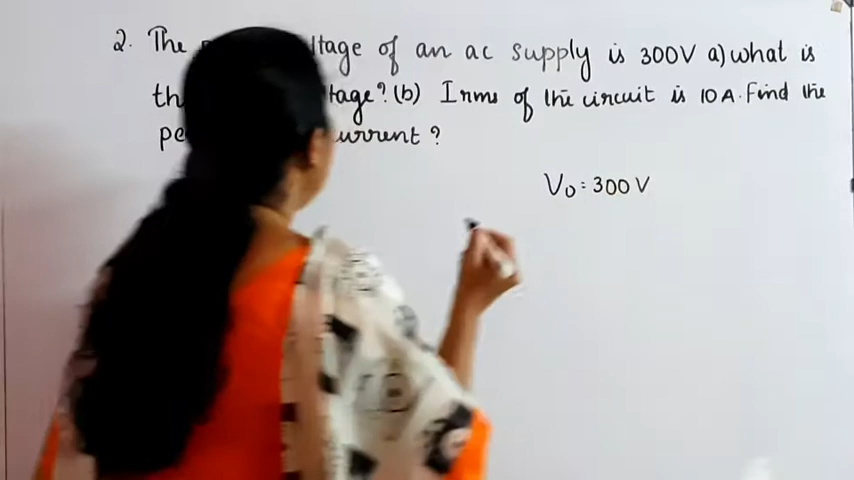 2. The ltage of an ac supply is 300V a) what is
th tage? (b) Irms of the circuit is 10 A. Find the
pe urrent ?
V0 = 300 V